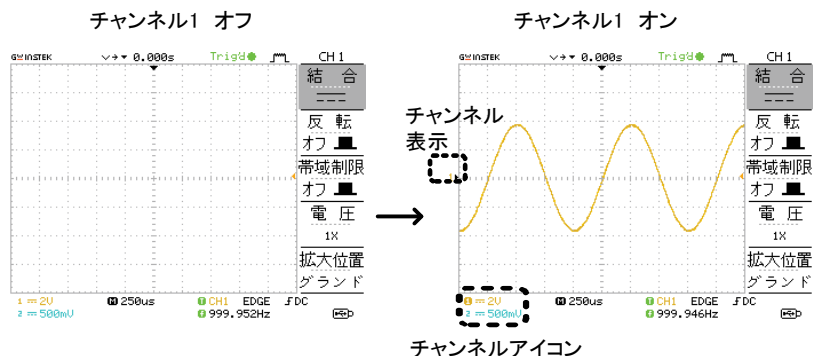 チャンネル1 オフ
GWINSTEK 0.000s Trig'd CH 1
結 合
反 転
オフ
帯域制限
オフ
電 圧
1X
拡大位置
グランド
1 2V M 250us T CH1 EDGE DC
2 500mV 999.952Hz
チャンネル1 オン
GWINSTEK 0.000s Trig'd CH 1
チャンネル
表示
1
結 合
反 転
オフ
帯域制限
オフ
電 圧
1X
拡大位置
グランド
1 2V M 250us T CH1 EDGE DC
2 500mV 999.946Hz
チャンネルアイコン